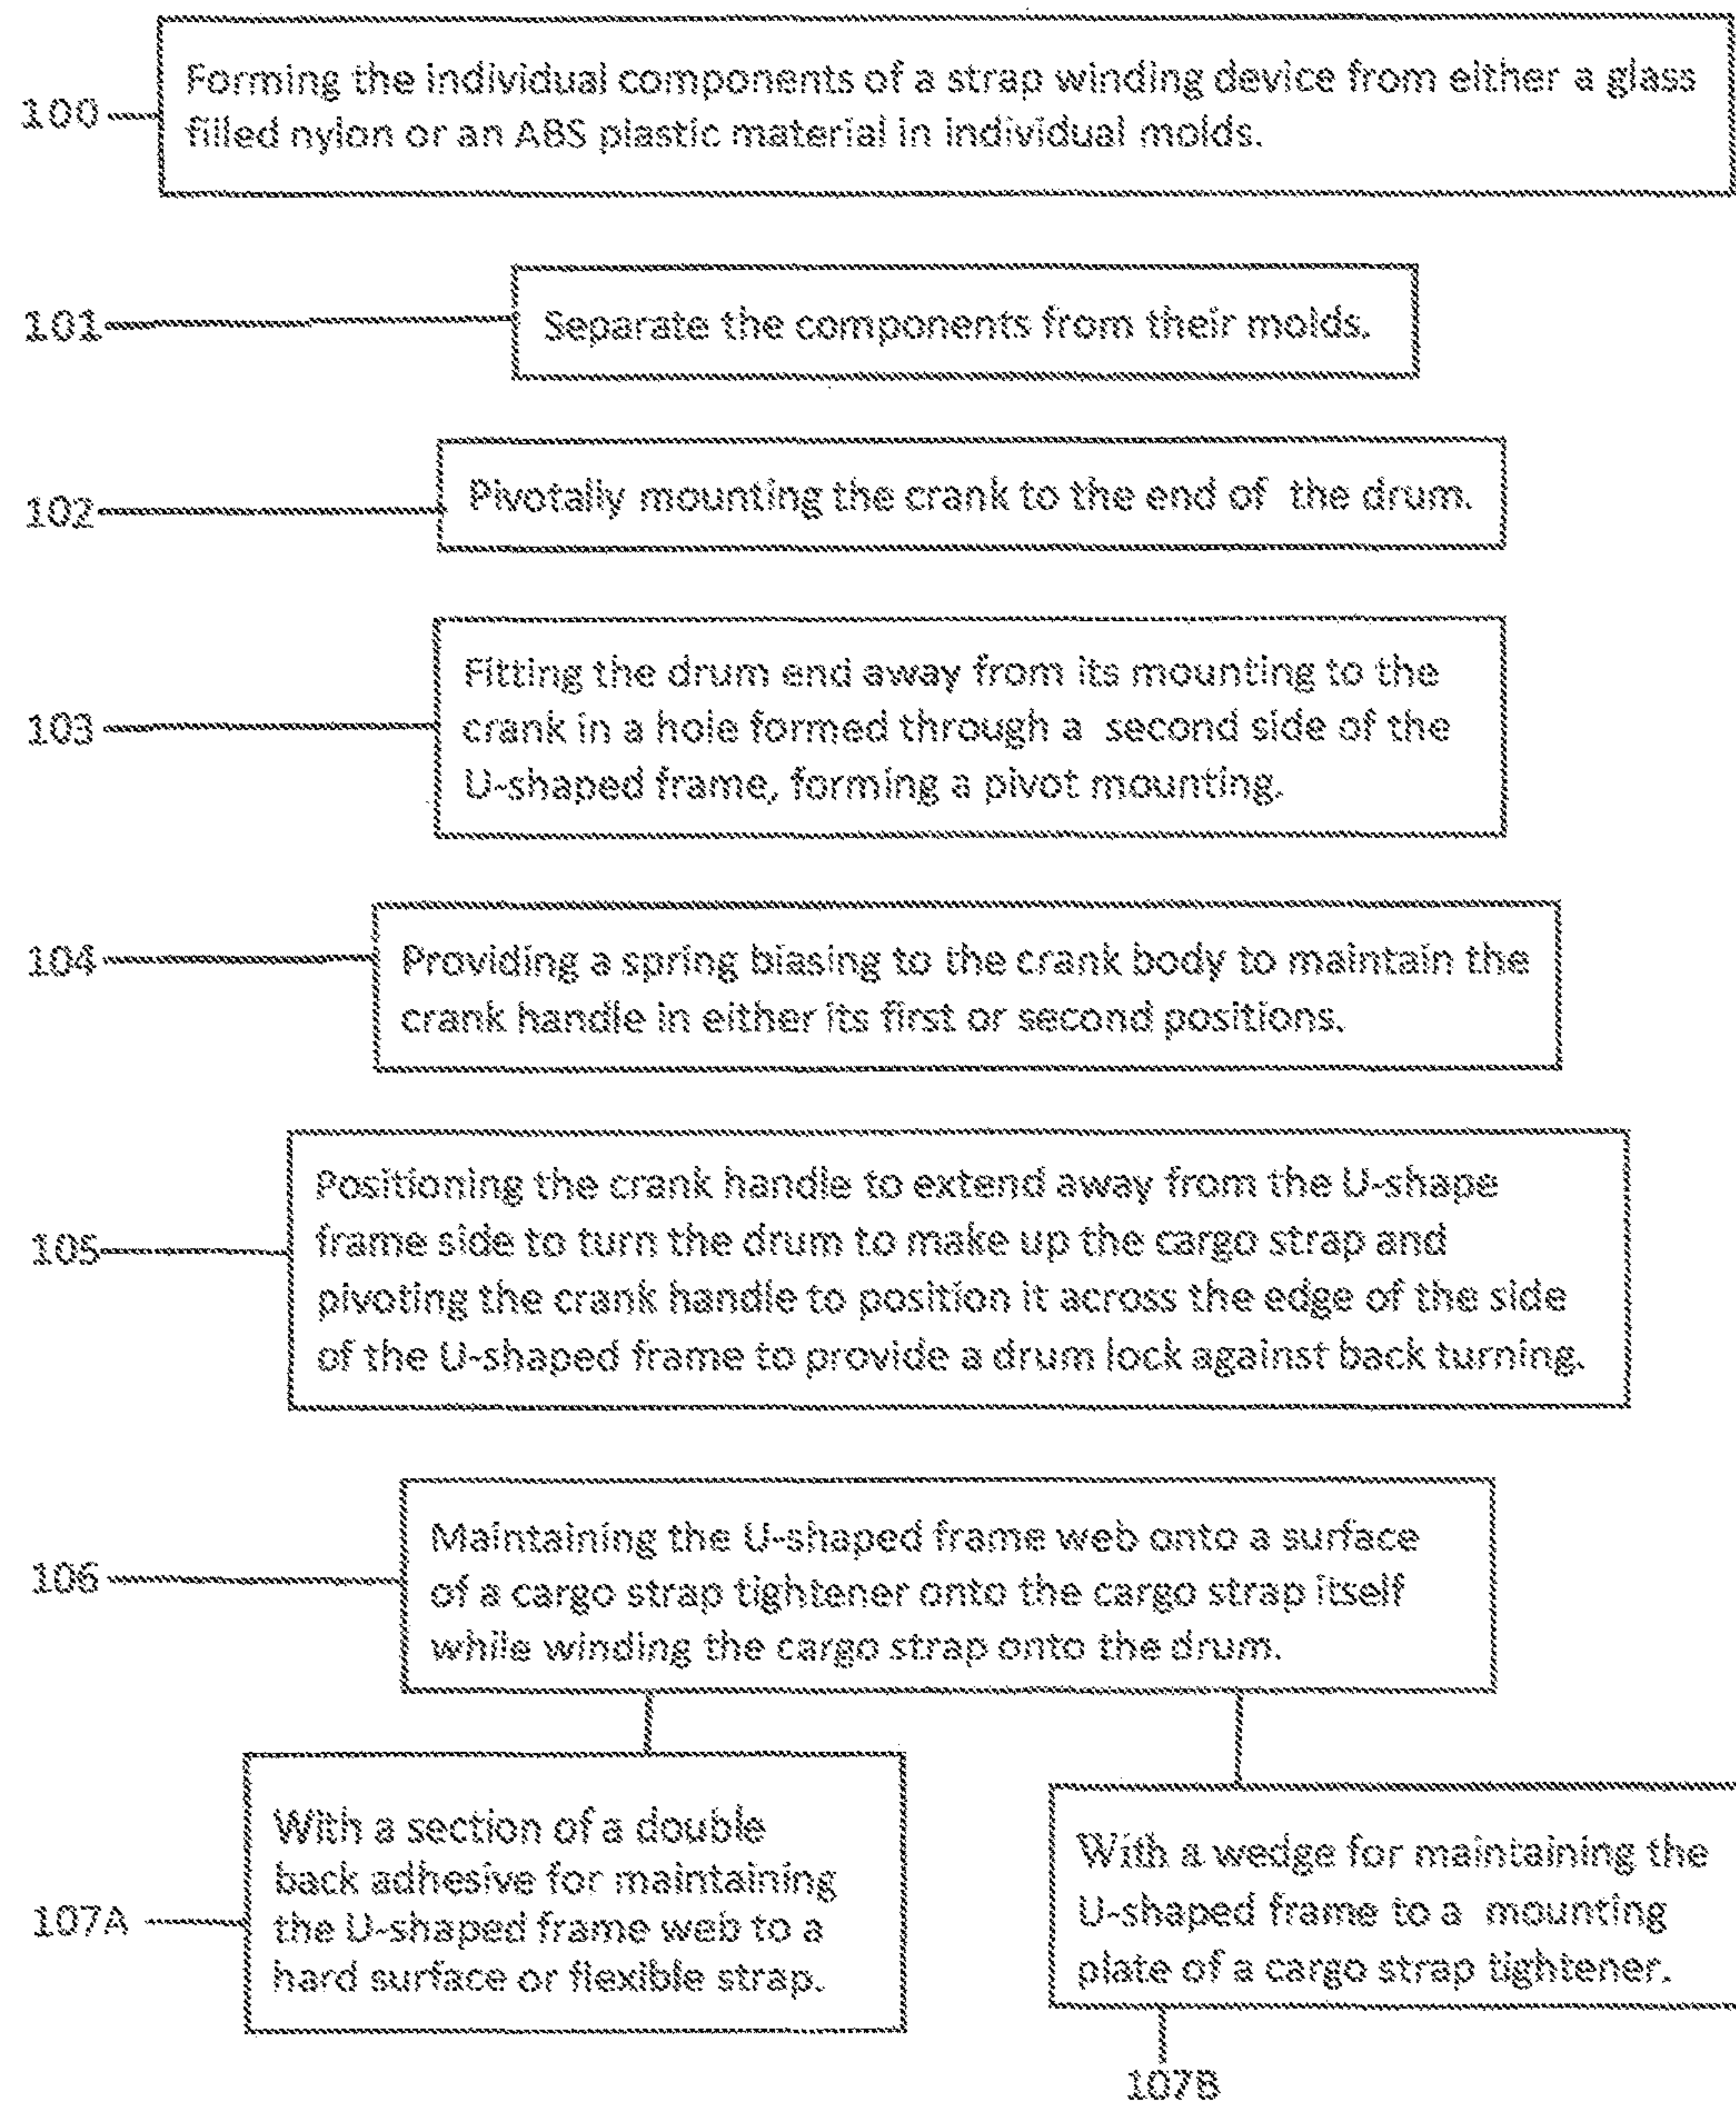 100
Forming the individual components of a strap winding device from either a glass
filled nylon or an ABS plastic material in individual molds.
101
Separate the components from their molds.
102
Pivotally mounting the crank to the end of the drum.
103
Fitting the drum end away from its mounting to the
crank in a hole formed through a second side of the
U-shaped frame, forming a pivot mounting.
104
Providing a spring biasing to the crank body to maintain the
crank handle in either its first or second positions.
105
Positioning the crank handle to extend away from the U-shape
frame side to turn the drum to make up the cargo strap and
pivoting the crank handle to position it across the edge of the side
of the U-shaped frame to provide a drum lock against back turning.
106
Maintaining the U-shaped frame web onto a surface
of a cargo strap tightener onto the cargo strap itself
while winding the cargo strap onto the drum.
107A
With a section of a double
back adhesive for maintaining
the U-shaped frame web to a
hard surface or flexible strap.
With a wedge for maintaining the
U-shaped frame to a mounting
plate of a cargo strap tightener.
107B